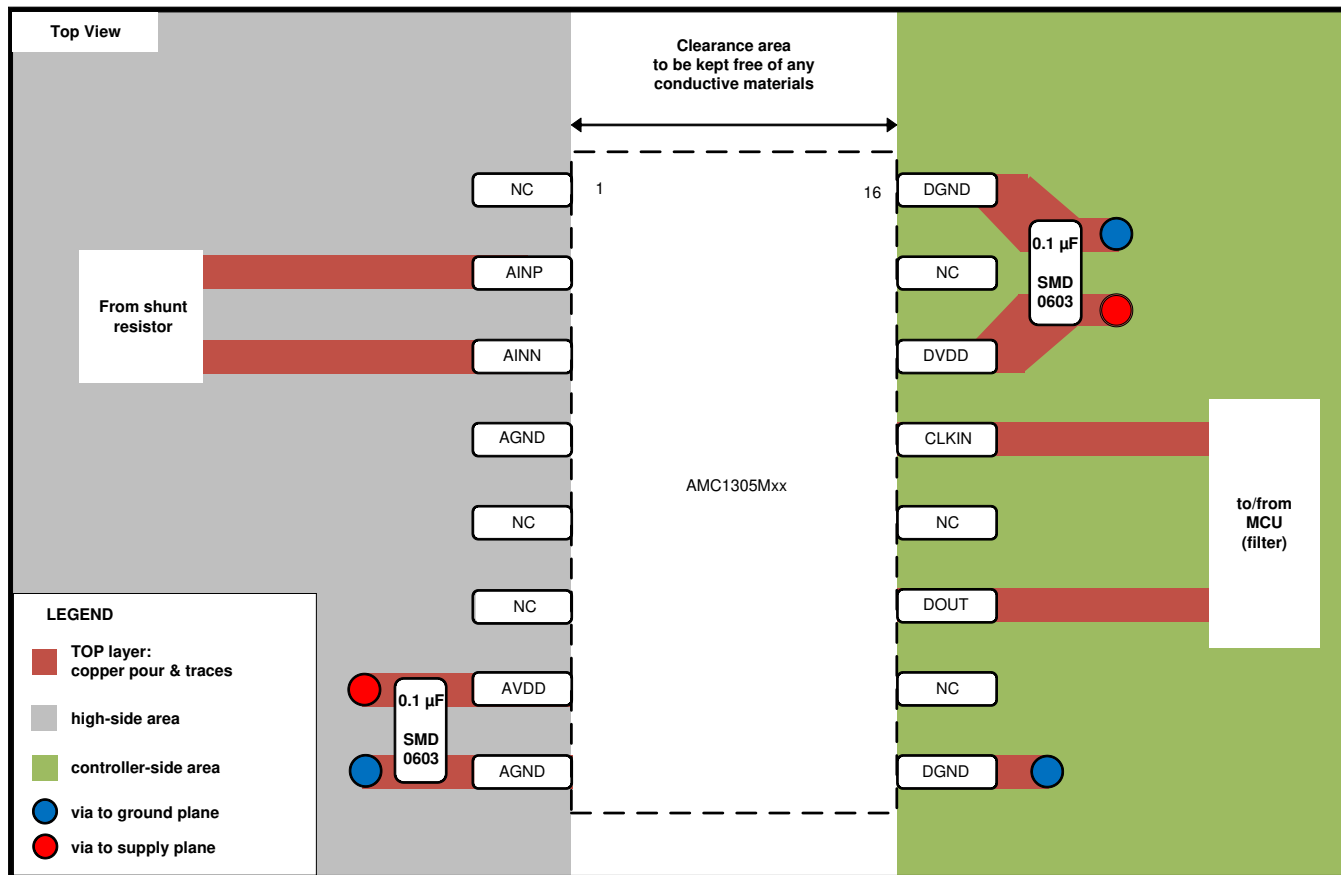 Top View
Clearance area
to be kept free of any
conductive materials
NC
1
16
DGND
AINP
NC
0.1 µF
SMD
0603
From shunt
resistor
AINN
DVDD
AGND
CLKIN
AMC1305Mxx
NC
NC
to/from
MCU
(filter)
NC
DOUT
AVDD
NC
0.1 µF
SMD
0603
AGND
DGND
LEGEND
TOP layer:
copper pour & traces
high-side area
controller-side area
via to ground plane
via to supply plane